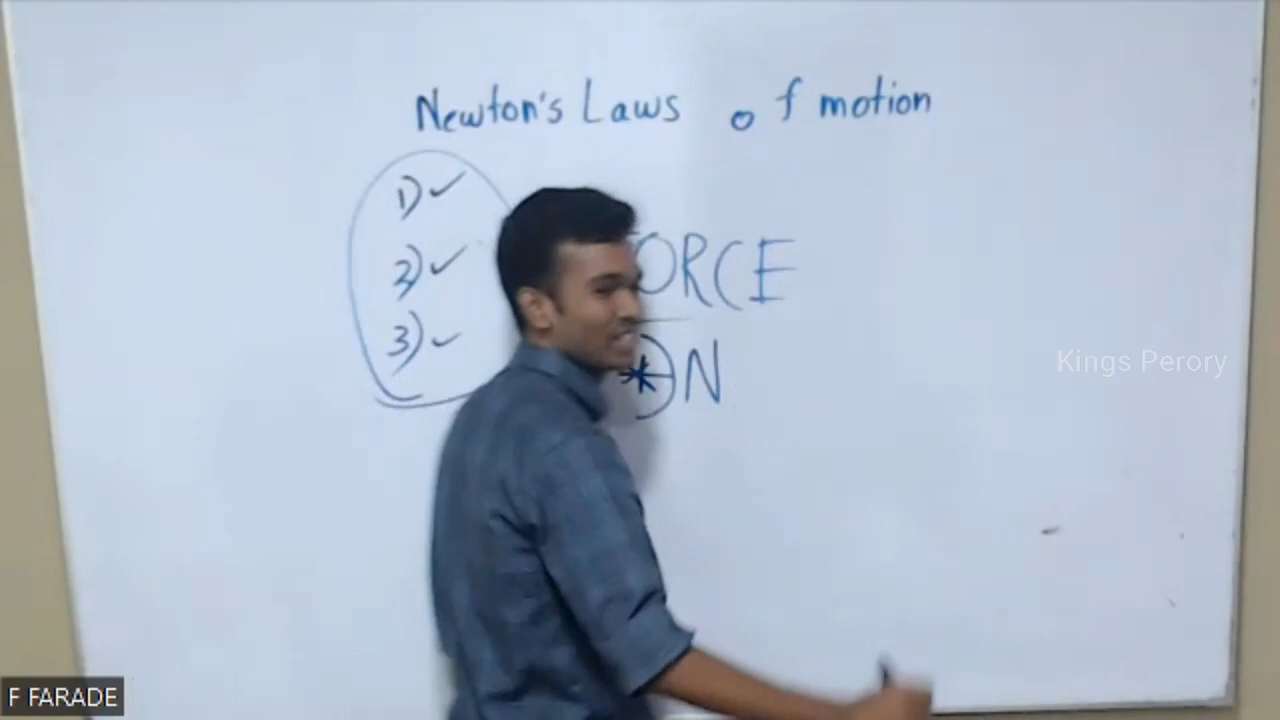 Newton's Laws of motion
1) ✓
2) ✓
3) ✓
ORCE
* N
Kings Perory
F FARADE